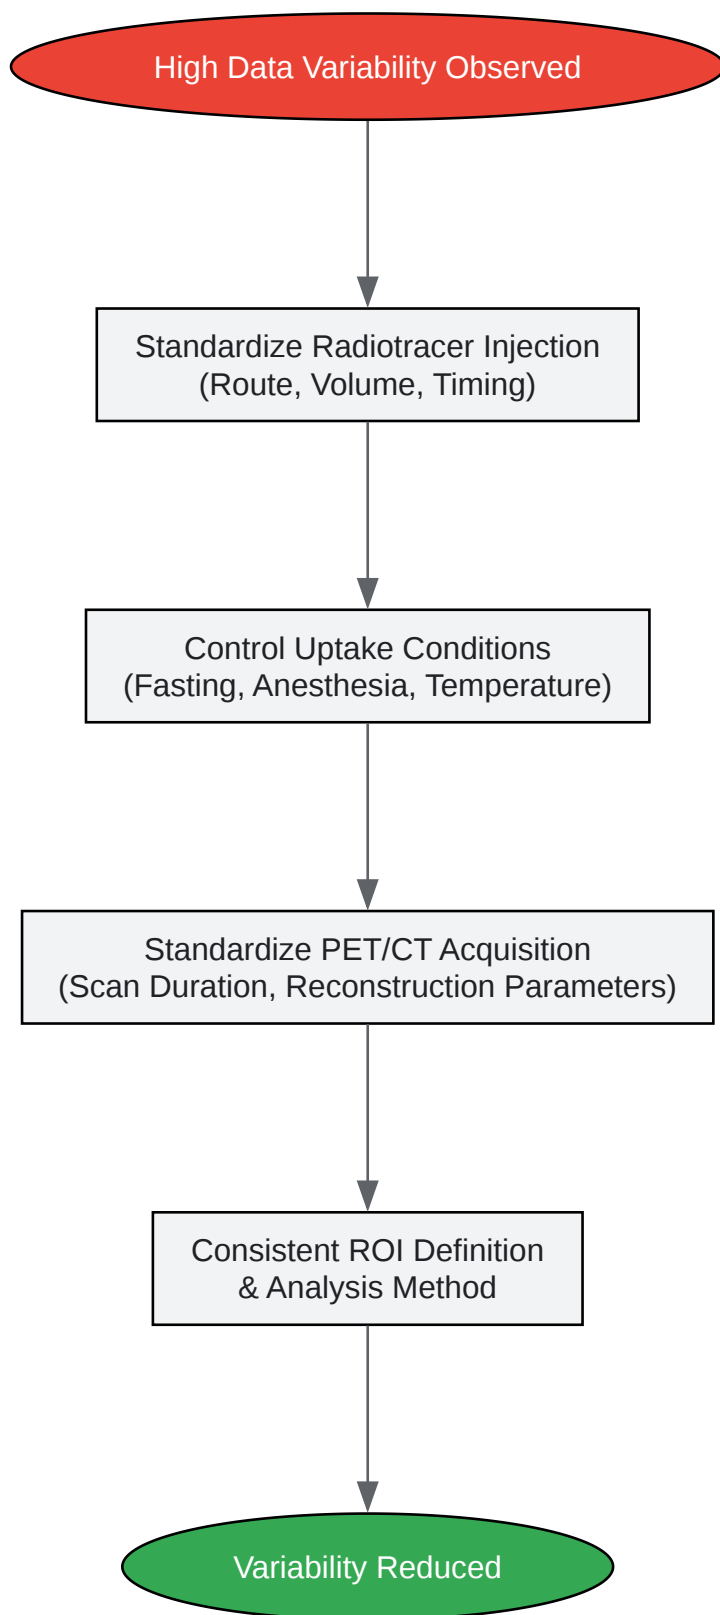 High Data Variability Observed
Standardize Radiotracer Injection
(Route, Volume, Timing)
Control Uptake Conditions
(Fasting, Anesthesia, Temperature)
Standardize PET/CT Acquisition
(Scan Duration, Reconstruction Parameters)
Consistent ROI Definition
& Analysis Method
Variability Reduced